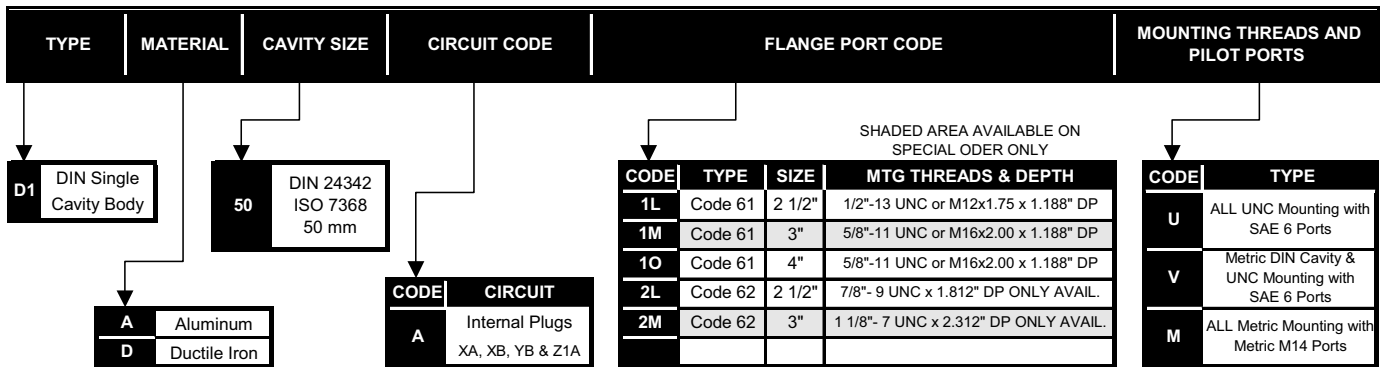 TYPE MATERIAL CAVITY SIZE CIRCUIT CODE FLANGE PORT CODE MOUNTING THREADS AND
PILOT PORTS
D1 DIN Single
Cavity Body
50 DIN 24342
ISO 7368
50 mm
A Aluminum
D Ductile Iron
CODE CIRCUIT
A Internal Plugs
XA, XB, YB & Z1A
SHADED AREA AVAILABLE ON
SPECIAL ODER ONLY
CODE TYPE SIZE MTG THREADS & DEPTH
1L Code 61 2 1/2" 1/2"-13 UNC or M12x1.75 x 1.188" DP
1M Code 61 3" 5/8"-11 UNC or M16x2.00 x 1.188" DP
1O Code 61 4" 5/8"-11 UNC or M16x2.00 x 1.188" DP
2L Code 62 2 1/2" 7/8"- 9 UNC x 1.812" DP ONLY AVAIL.
2M Code 62 3" 1 1/8"- 7 UNC x 2.312" DP ONLY AVAIL.
CODE TYPE
U ALL UNC Mounting with
SAE 6 Ports
V Metric DIN Cavity &
UNC Mounting with
SAE 6 Ports
M ALL Metric Mounting with
Metric M14 Ports